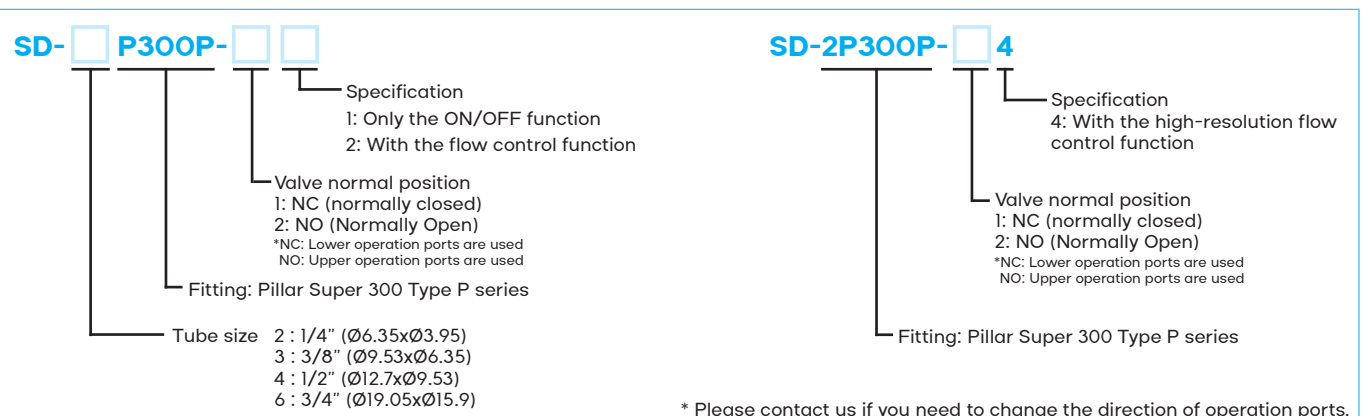 SD- P300P-
Specification
1: Only the ON/OFF function
2: With the flow control function
Valve normal position
1: NC (normally closed)
2: NO (Normally Open)
*NC: Lower operation ports are used
NO: Upper operation ports are used
Fitting: Pillar Super 300 Type P series
Tube size 2 : 1/4" (Ø6.35xØ3.95)
3 : 3/8" (Ø9.53xØ6.35)
4 : 1/2" (Ø12.7xØ9.53)
6 : 3/4" (Ø19.05xØ15.9)
SD-2P300P- 4
Specification
4: With the high-resolution flow
control function
Valve normal position
1: NC (normally closed)
2: NO (Normally Open)
*NC: Lower operation ports are used
NO: Upper operation ports are used
Fitting: Pillar Super 300 Type P series
* Please contact us if you need to change the direction of operation ports.